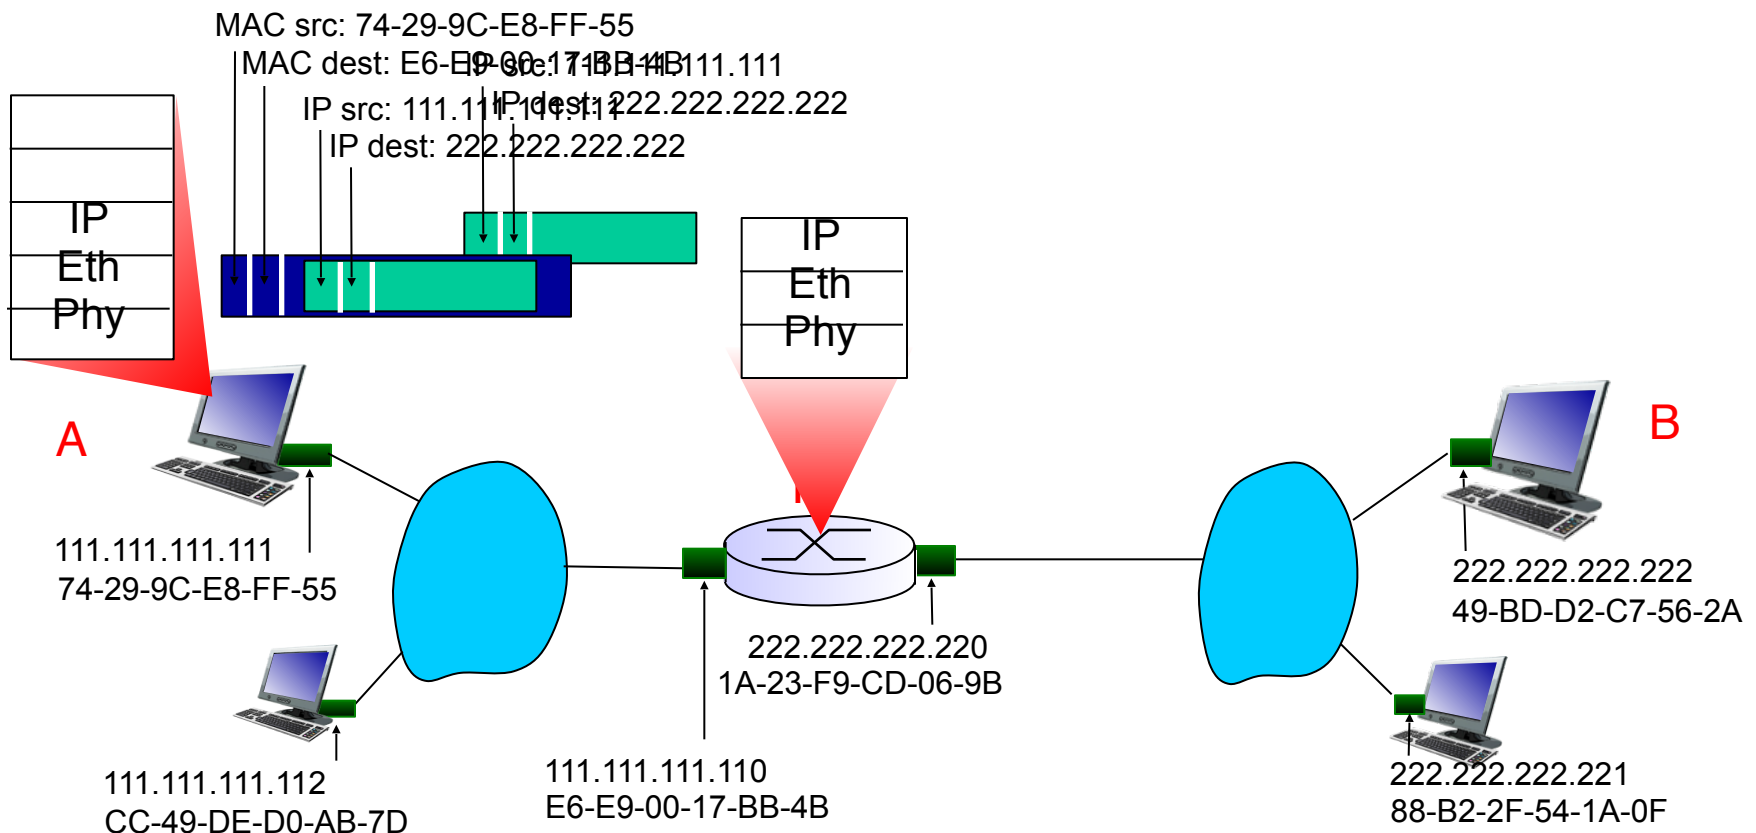 MAC src: 74-29-9C-E8-FF-55
MAC dest: E6-E9-00-17-BB-4B
IP src: 111.111.111.111
IP dest: 222.222.222.222
IP src: 111.111.111.111
IP dest: 222.222.222.222
IP
Eth
Phy
IP
Eth
Phy
A
B
111.111.111.111
74-29-9C-E8-FF-55
222.222.222.222
49-BD-D2-C7-56-2A
222.222.222.220
1A-23-F9-CD-06-9B
111.111.111.112
CC-49-DE-D0-AB-7D
111.111.111.110
E6-E9-00-17-BB-4B
222.222.222.221
88-B2-2F-54-1A-0F